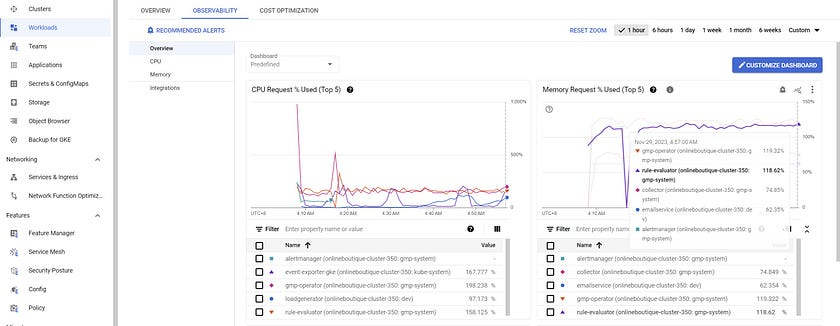 Clusters
Workloads
Teams
Applications
Secrets & ConfigMaps
Storage
Object Browser
Backup for GKE
Networking
Services & Ingress
Network Function Optimiz...
Features
Feature Manager
Service Mesh
Security Posture
Config
Policy
OVERVIEW OBSERVABILITY COST OPTIMIZATION
RECOMMENDED ALERTS
RESET ZOOM 1 hour 6 hours 1 day 1 week 1 month 6 weeks Custom
Overview
CPU
Memory
Integrations
Dashboard
Predefined
CUSTOMIZE DASHBOARD
CPU Request % Used (Top 5)
1,000%
500%
0
UTC+8 4:10 AM 4:20 AM 4:30 AM 4:40 AM 4:50 AM
Filter Enter property name or value
Name Value
alertmanager (onlineboutique-cluster-350: gmp-system) -
event-exporter-gke (onlineboutique-cluster-350: kube-system) 167.777 %
gmp-operator (onlineboutique-cluster-350: gmp-system) 198.238 %
loadgenerator (onlineboutique-cluster-350: dev) 97.173 %
rule-evaluator (onlineboutique-cluster-350: gmp-system) 158.125 %
Memory Request % Used (Top 5)
150%
100%
50%
0
UTC+8 4:10 AM
Nov 29, 2023, 4:57:00 AM
gmp-operator (onlineboutique-cluster-350: g 119.32%
mp-system)
rule-evaluator (onlineboutique-cluster-350: 118.62%
gmp-system)
collector (onlineboutique-cluster-350: gmp- 74.85%
system)
emailservice (onlineboutique-cluster-350: de 62.35%
v)
alertmanager (onlineboutique-cluster-350: g -
mp-system)
Filter Enter property name
Name Value
alertmanager (onlineboutique-cluster-350: gmp-system) -
collector (onlineboutique-cluster-350: gmp-system) 74.849 %
emailservice (onlineboutique-cluster-350: dev) 62.354 %
gmp-operator (onlineboutique-cluster-350: gmp-system) 119.322 %
rule-evaluator (onlineboutique-cluster-350: gmp-system) 118.62 %